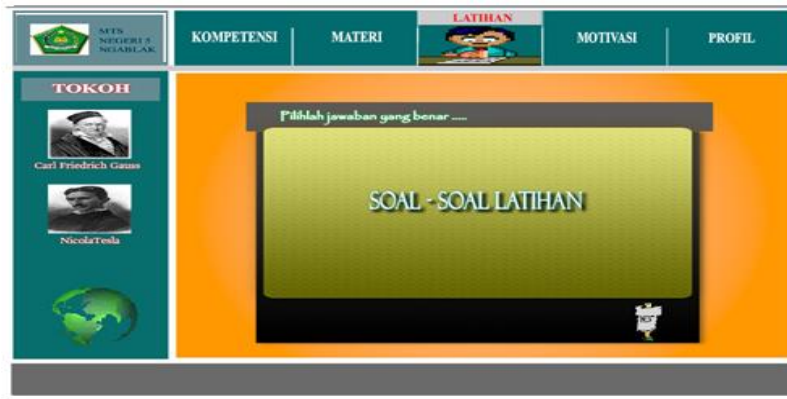 MTS
NEGERI 5
NGABLAK
KOMPETENSI
MATERI
LATIHAN
MOTIVASI
PROFIL
TOKOH
Carl Friedrich Gauss
NicolaTesla
Pilihlah jawaban yang benar .....
SOAL - SOAL LATIHAN